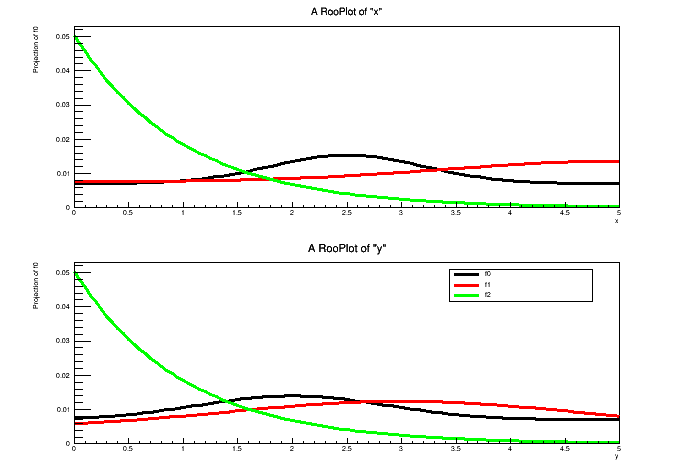 A RooPlot of "x"
Projection of f0
0.05
0.04
0.03
0.02
0.01
0
0 0.5 1 1.5 2 2.5 3 3.5 4 4.5 5
x
A RooPlot of "y"
Projection of f0
f0
f1
f2
0.05
0.04
0.03
0.02
0.01
0
0 0.5 1 1.5 2 2.5 3 3.5 4 4.5 5
y